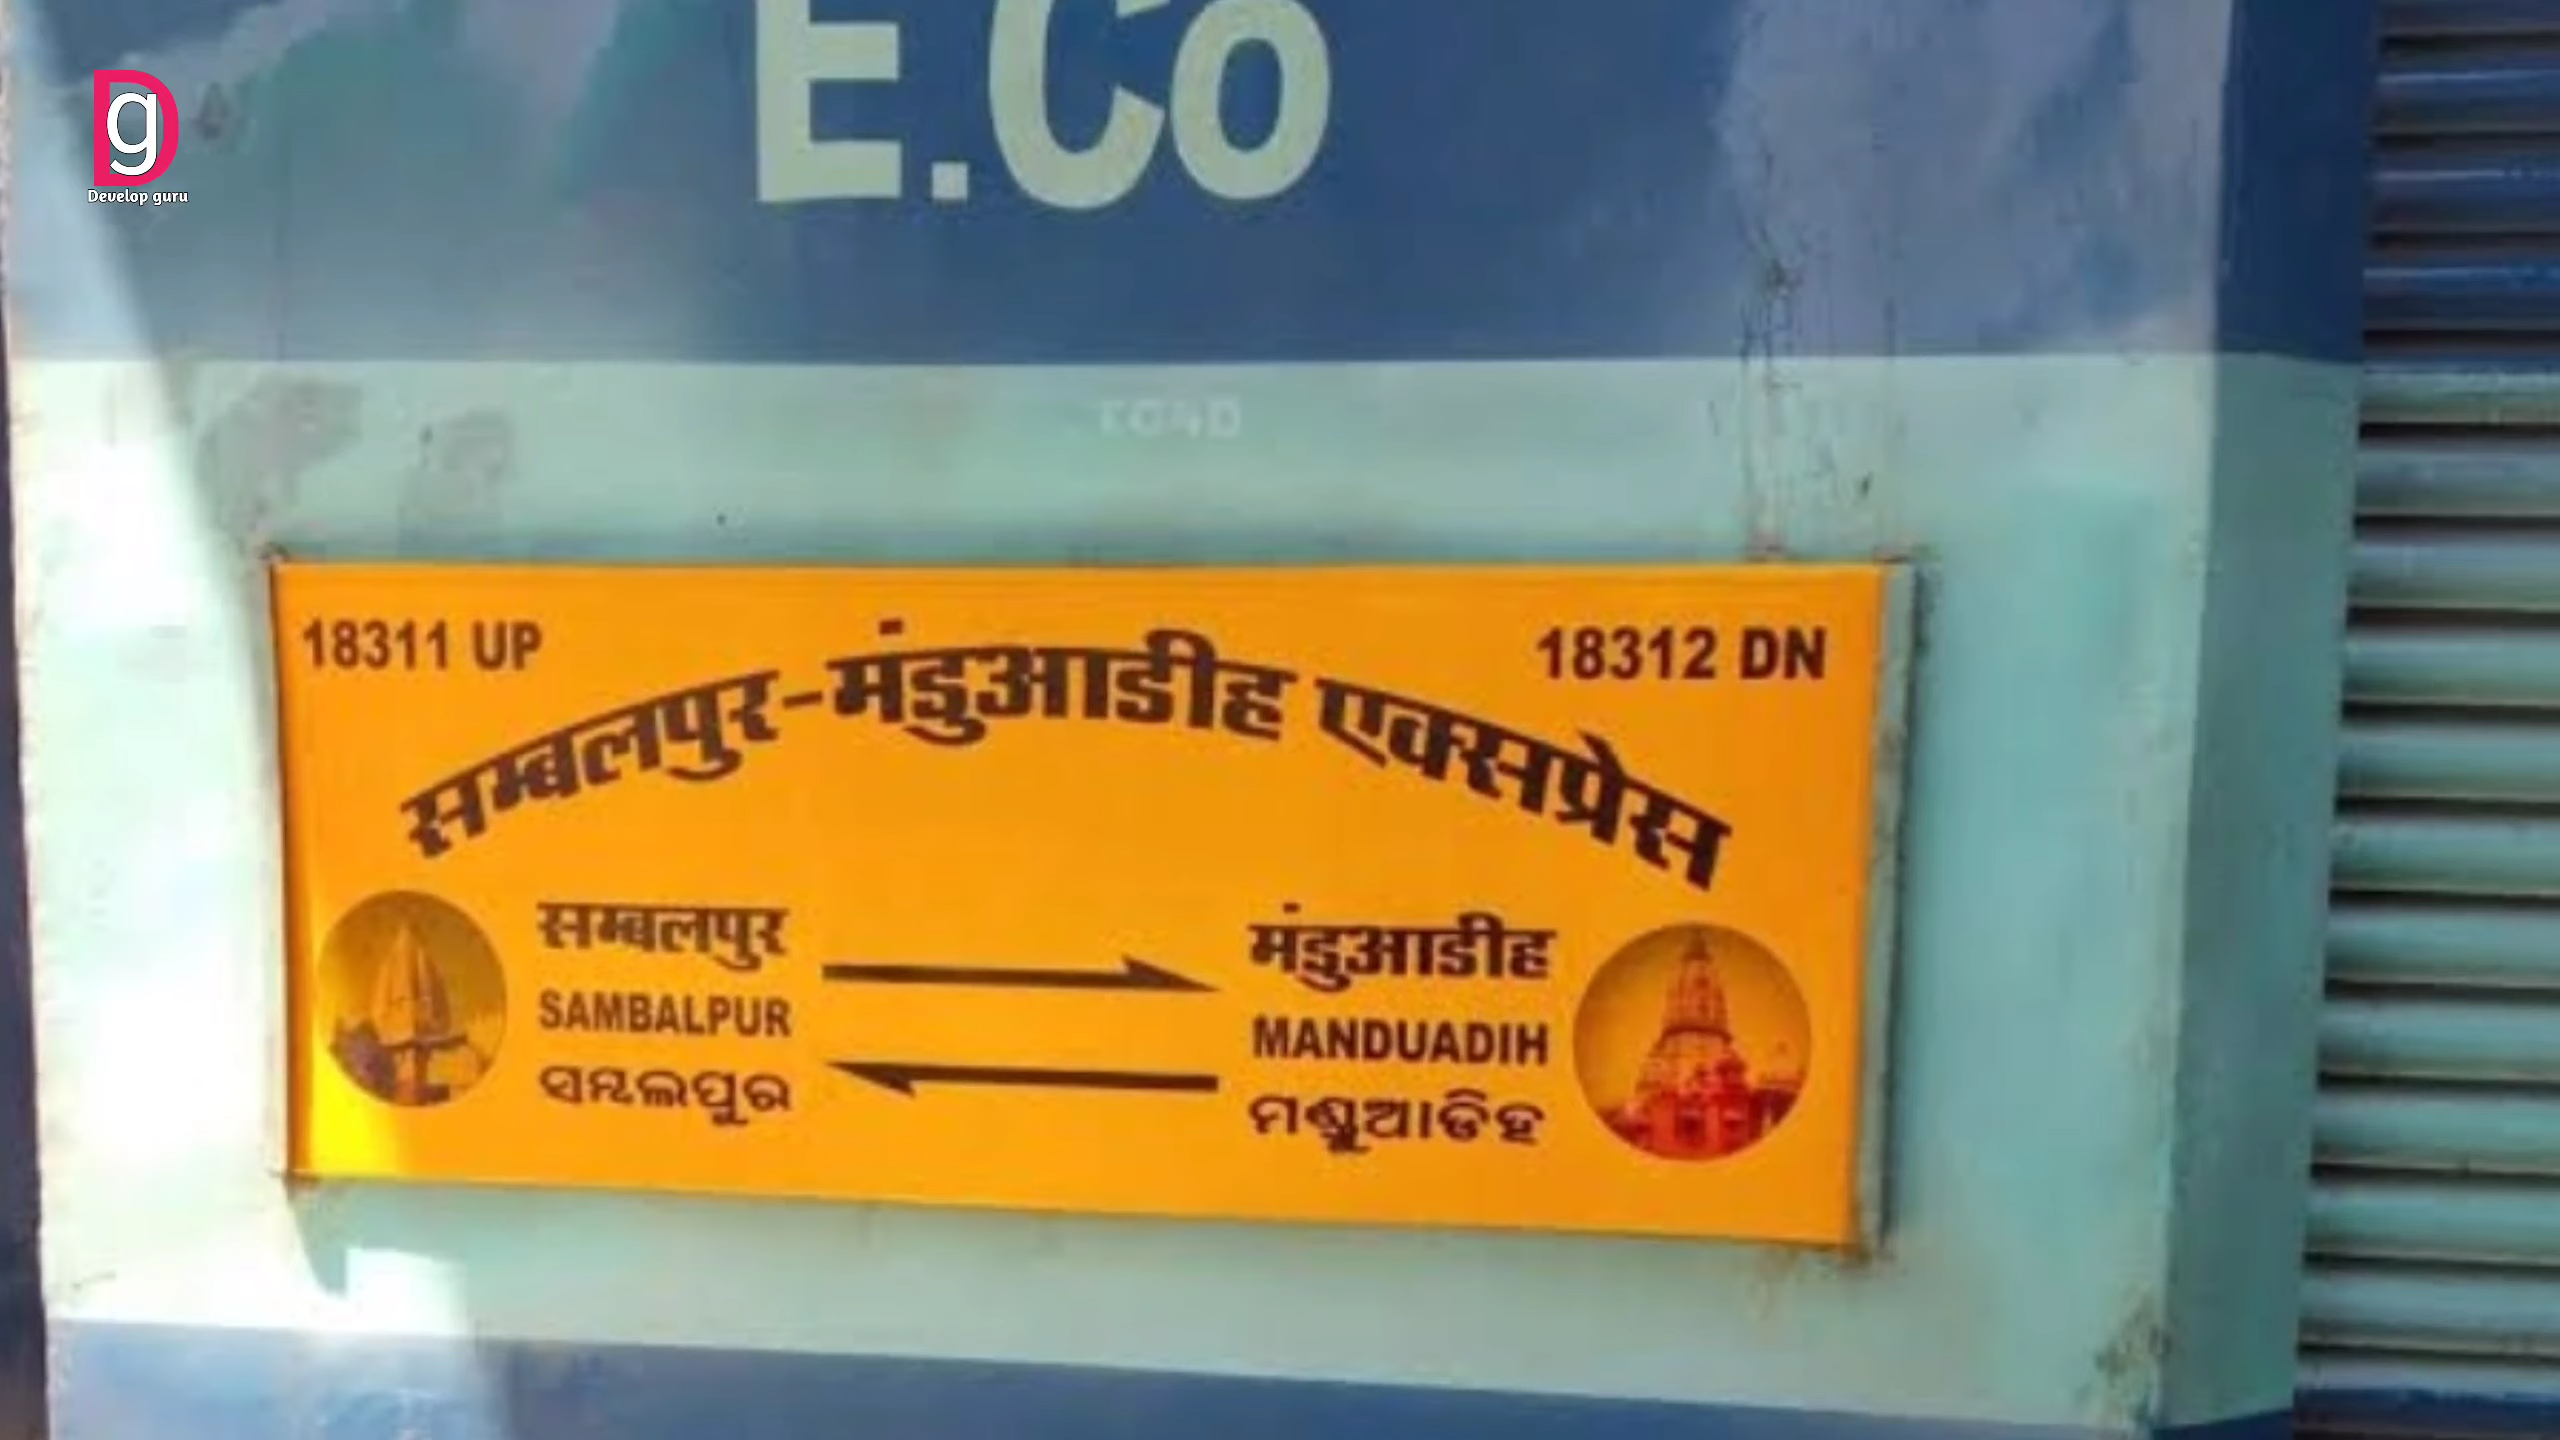 E.Co
Dg
Develop guru
18311 UP
18312 DN
सम्बलपुर-मंडुआडीह एक्सप्रेस
सम्बलपुर
मंडुआडीह
SAMBALPUR
MANDUADIH
ସମ୍ବଲପୁର
ମଣ୍ଡୁଆଡିହ